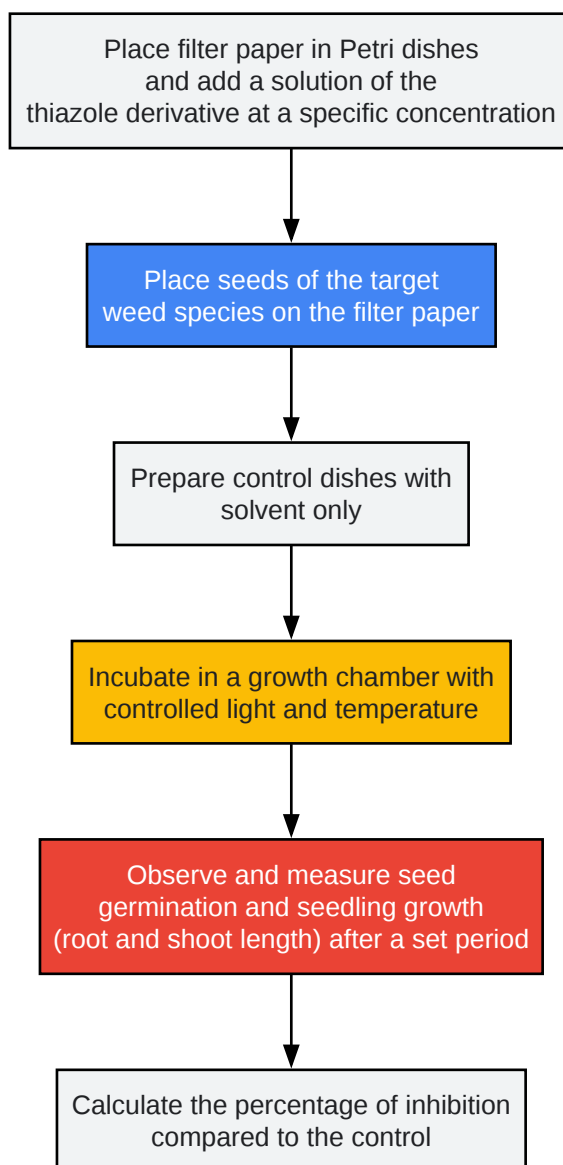 Place filter paper in Petri dishes
and add a solution of the
thiazole derivative at a specific concentration
Place seeds of the target
weed species on the filter paper
Prepare control dishes with
solvent only
Incubate in a growth chamber with
controlled light and temperature
Observe and measure seed
germination and seedling growth
(root and shoot length) after a set period
Calculate the percentage of inhibition
compared to the control